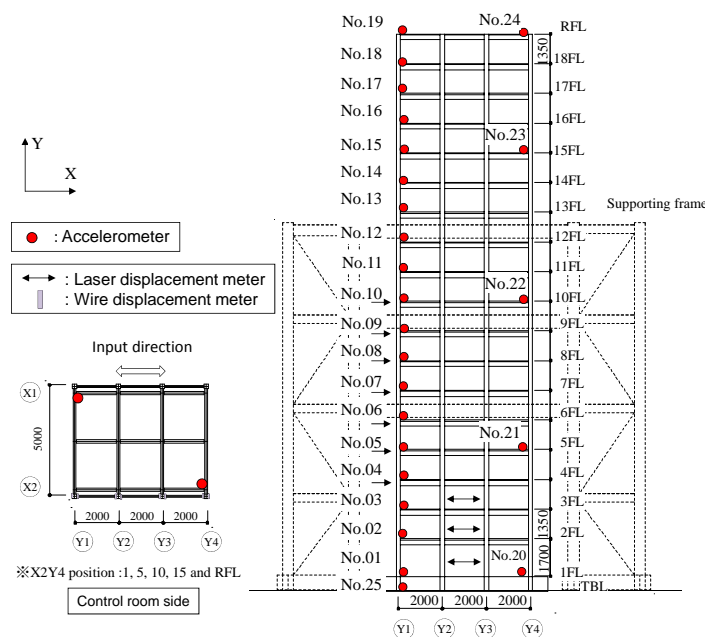 No.19 No.24 RFL
1350
No.18 18FL
No.17 17FL
No.16 16FL
No.15 No.23 15FL
No.14 14FL
No.13 13FL
Supporting frame
No.12 12FL
No.11 11FL
No.10 No.22 10FL
No.09 9FL
No.08 8FL
No.07 7FL
No.06 6FL
No.21
No.05 5FL
No.04 4FL
No.03 3FL
1350
No.02 2FL
1700
No.01 No.20 1FL
No.25 TBL
2000 2000 2000
Y1 Y2 Y3 Y4
Y
X
: Accelerometer
: Laser displacement meter
: Wire displacement meter
Input direction
X1
5000
X2
2000 2000 2000
Y1 Y2 Y3 Y4
※X2Y4 position :1, 5, 10, 15 and RFL
Control room side